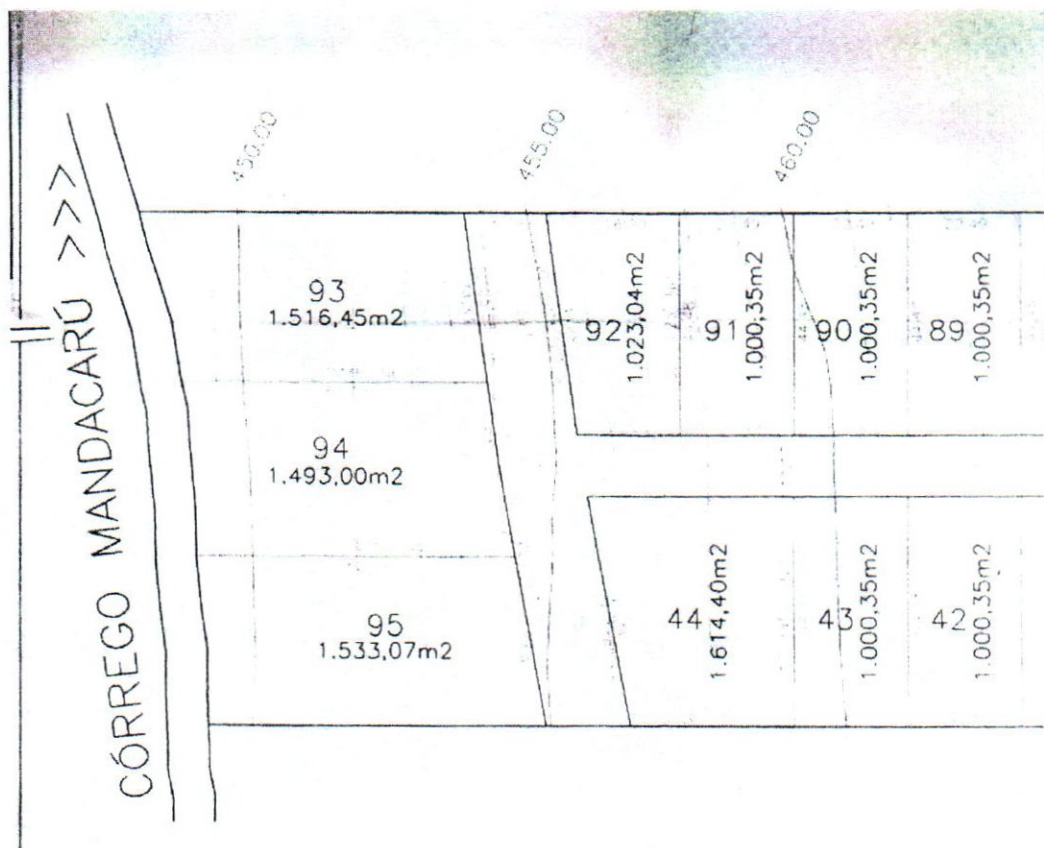 450.00
455.00
460.00
CÓRREGO MANDACARÚ >>>
93
1.516,45m2
94
1.493,00m2
95
1.533,07m2
92
1.023,04m2
91
1.000,35m2
90
1.000,35m2
89
1.000,35m2
44
1.614,40m2
43
1.000,35m2
42
1.000,35m2